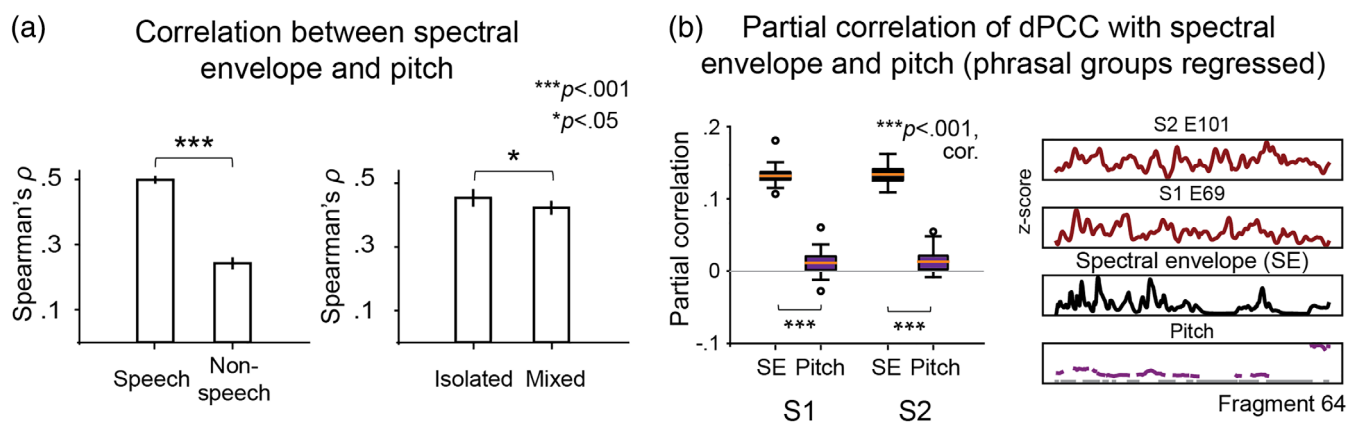 (a)
Correlation between spectral
envelope and pitch
***p<.001
*p<.05
***
Spearman's ρ
.5
.3
.1
Speech
Non-
speech
*
Spearman's ρ
.5
.3
.1
Isolated
Mixed
(b)
Partial correlation of dPCC with spectral
envelope and pitch (phrasal groups regressed)
***p<.001,
cor.
Partial correlation
.2
.1
0
-.1
***
***
SE Pitch
SE Pitch
S1
S2
z-score
S2 E101
S1 E69
Spectral envelope (SE)
Pitch
Fragment 64